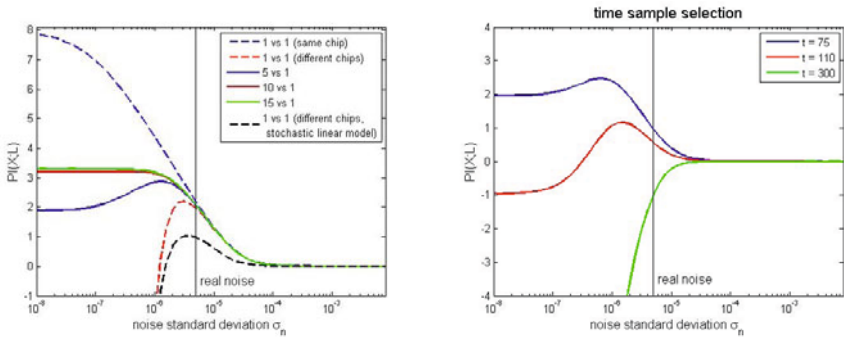 PI(X;L)
8
7
6
5
4
3
2
1
0
-1
1 vs 1 (same chip)
1 vs 1 (different chips)
5 vs 1
10 vs 1
15 vs 1
1 vs 1 (different chips,
stochastic linear model)
real noise
10⁻⁸ 10⁻⁷ 10⁻⁶ 10⁻⁵ 10⁻⁴ 10⁻³
noise standard deviation σₙ
time sample selection
PI(X;L)
4
3
2
1
0
-1
-2
-3
-4
t = 75
t = 110
t = 300
real noise
10⁻⁸ 10⁻⁷ 10⁻⁶ 10⁻⁵ 10⁻⁴ 10⁻³
noise standard deviation σₙ